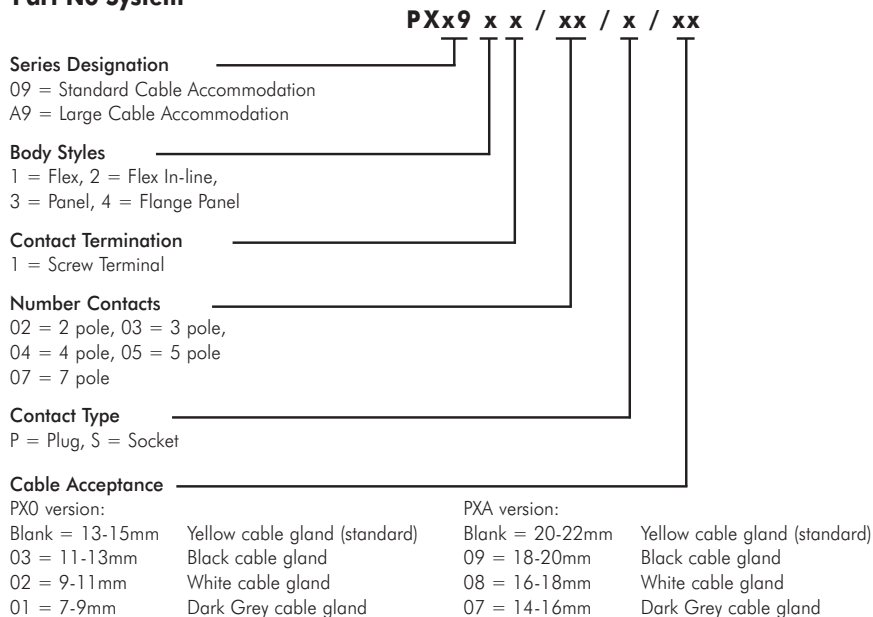 Part No System
PXx9 x x / xx / x / xx
Series Designation
09 = Standard Cable Accommodation
A9 = Large Cable Accommodation
Body Styles
1 = Flex, 2 = Flex In-line,
3 = Panel, 4 = Flange Panel
Contact Termination
1 = Screw Terminal
Number Contacts
02 = 2 pole, 03 = 3 pole,
04 = 4 pole, 05 = 5 pole
07 = 7 pole
Contact Type
P = Plug, S = Socket
Cable Acceptance
PX0 version:
Blank = 13-15mm Yellow cable gland (standard)
03 = 11-13mm Black cable gland
02 = 9-11mm White cable gland
01 = 7-9mm Dark Grey cable gland
PXA version:
Blank = 20-22mm Yellow cable gland (standard)
09 = 18-20mm Black cable gland
08 = 16-18mm White cable gland
07 = 14-16mm Dark Grey cable gland